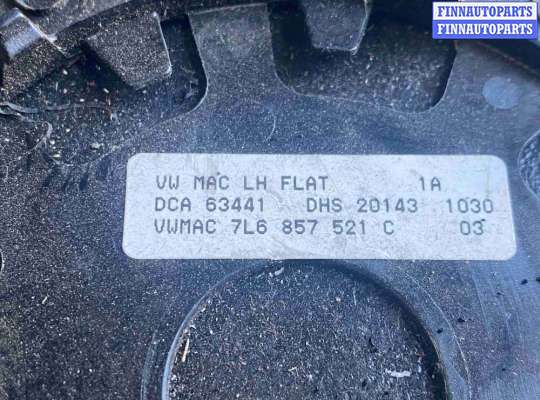 FINNAUTOPARTS
FINNAUTOPARTS
VW MAC LH FLAT 1A
DCA 63441 DHS 20143 1030
VWMAC 7L6 857 521 C 03